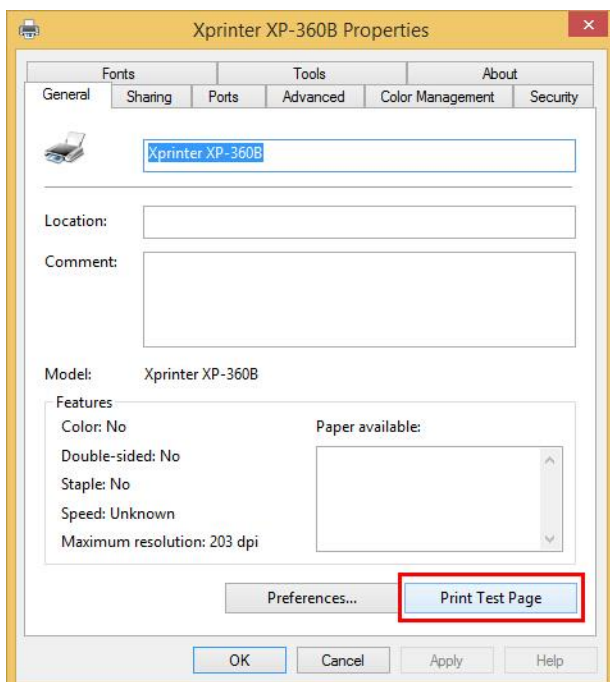 Xprinter XP-360B Properties
Fonts Tools About
General Sharing Ports Advanced Color Management Security
Xprinter XP-360B
Location:
Comment:
Model: Xprinter XP-360B
Features
Color: No Paper available:
Double-sided: No
Staple: No
Speed: Unknown
Maximum resolution: 203 dpi
Preferences... Print Test Page
OK Cancel Apply Help